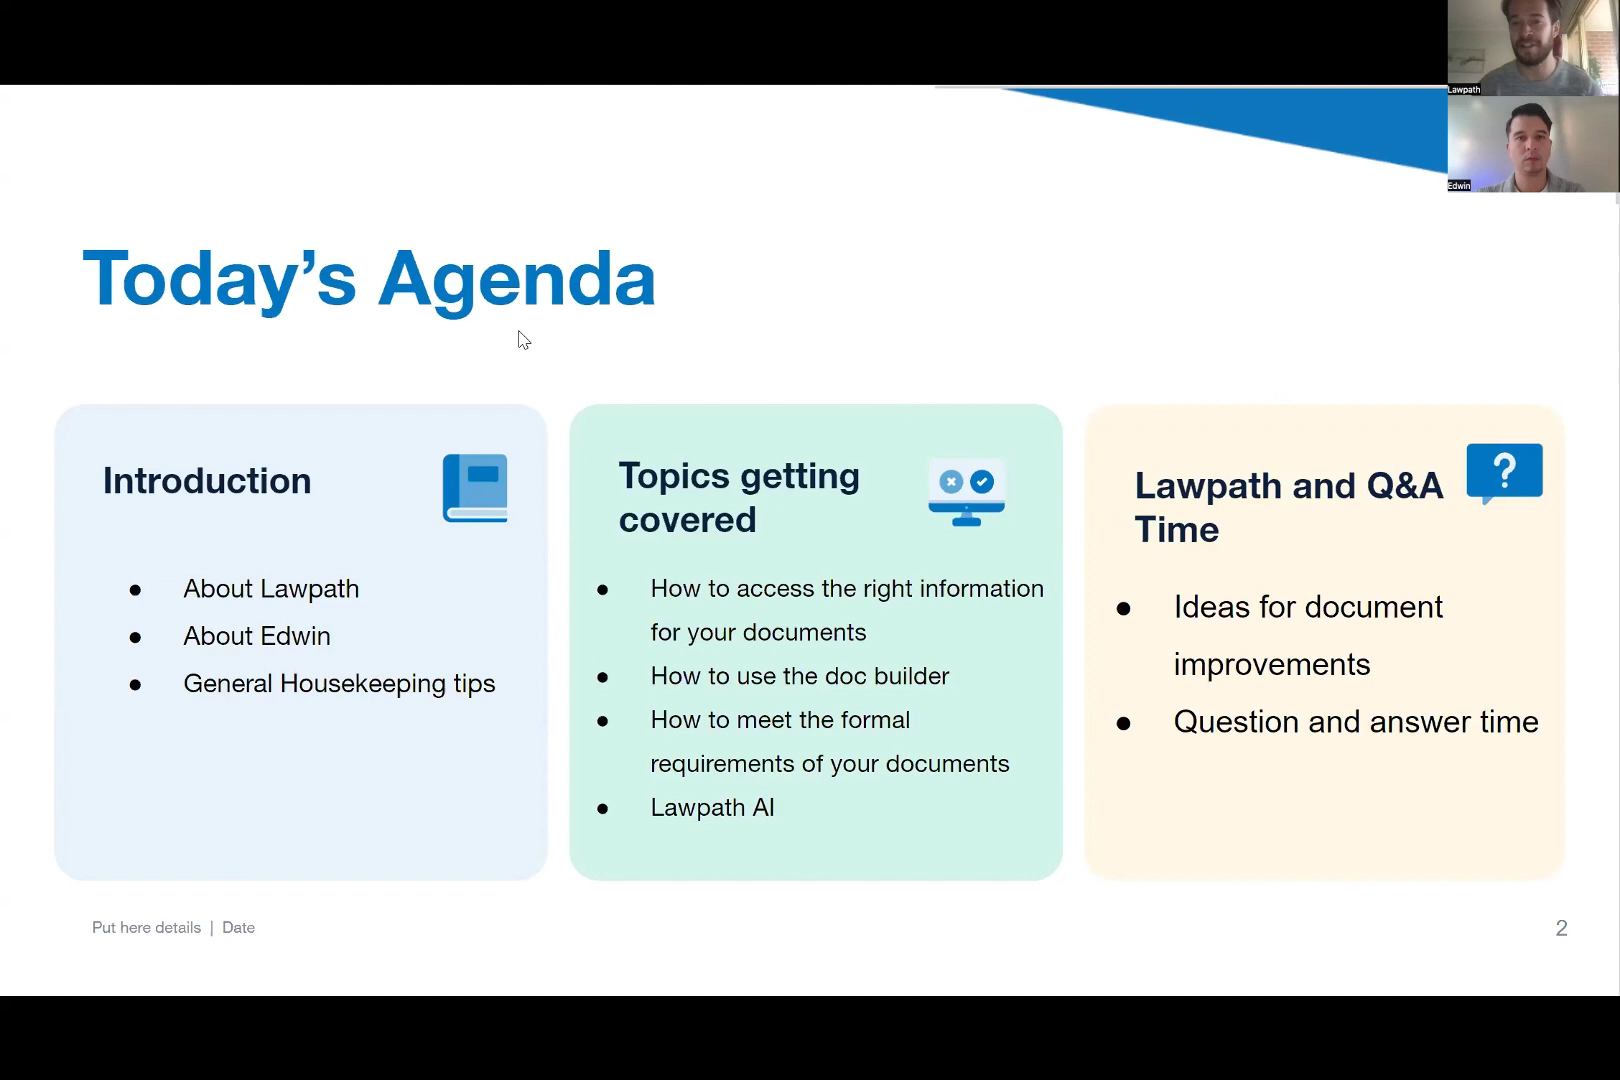 Lawpath
Edwin
Today’s Agenda
Introduction
● About Lawpath
● About Edwin
● General Housekeeping tips
Topics getting
covered
● How to access the right information
for your documents
● How to use the doc builder
● How to meet the formal
requirements of your documents
● Lawpath AI
Lawpath and Q&A
Time
?
● Ideas for document
improvements
● Question and answer time
Put here details | Date
2